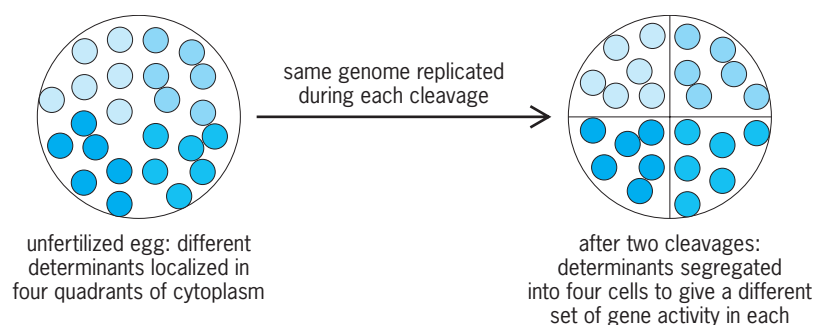 same genome replicated
during each cleavage
unfertilized egg: different
determinants localized in
four quadrants of cytoplasm
after two cleavages:
determinants segregated
into four cells to give a different
set of gene activity in each